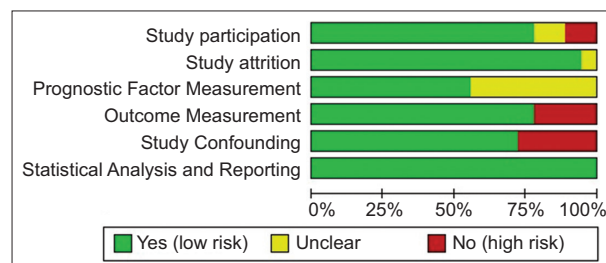 Study participation
Study attrition
Prognostic Factor Measurement
Outcome Measurement
Study Confounding
Statistical Analysis and Reporting
0% 25% 50% 75% 100%
Yes (low risk) Unclear No (high risk)